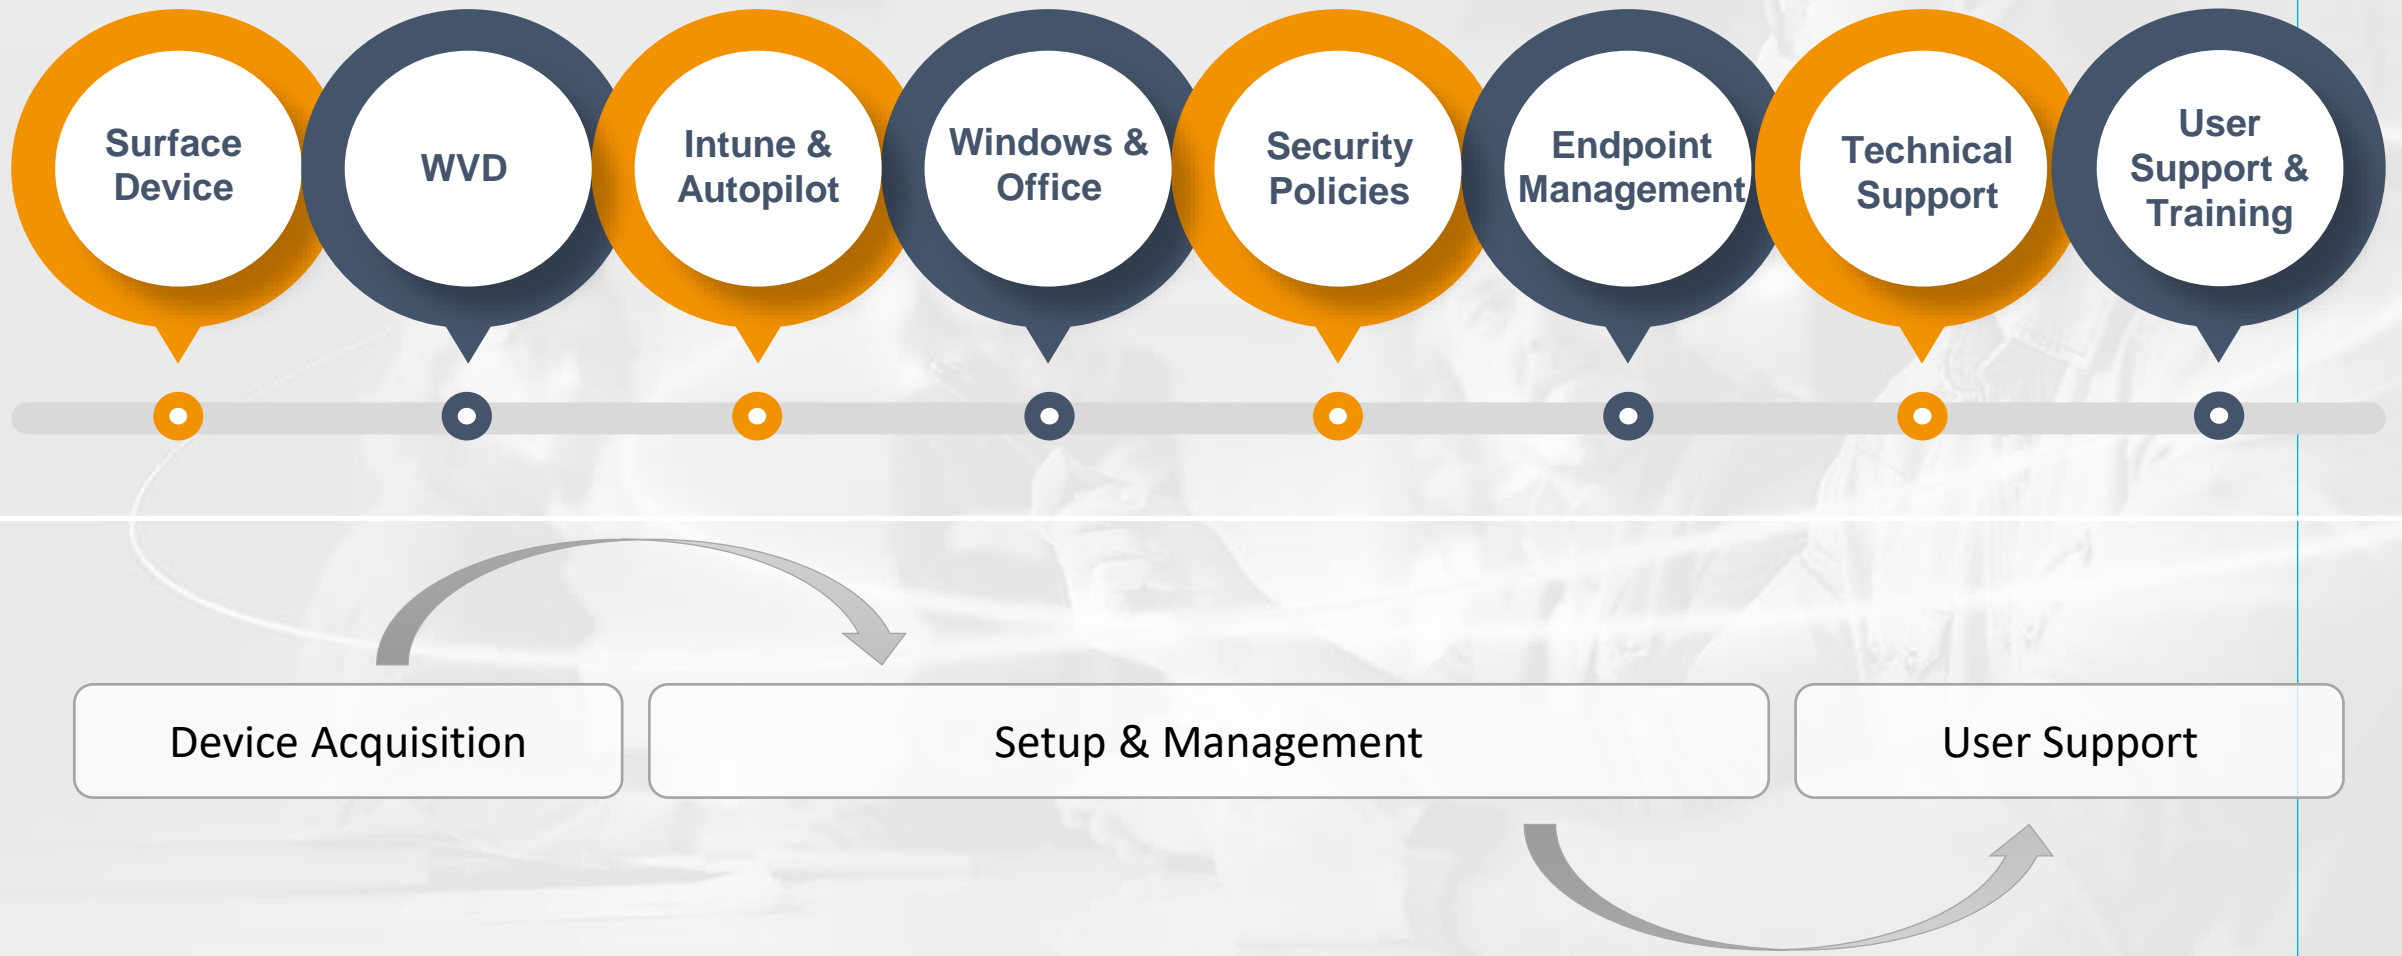 Surface
Device
WVD
Intune &
Autopilot
Windows &
Office
Security
Policies
Endpoint
Management
Technical
Support
User
Support &
Training
Device Acquisition
Setup & Management
User Support